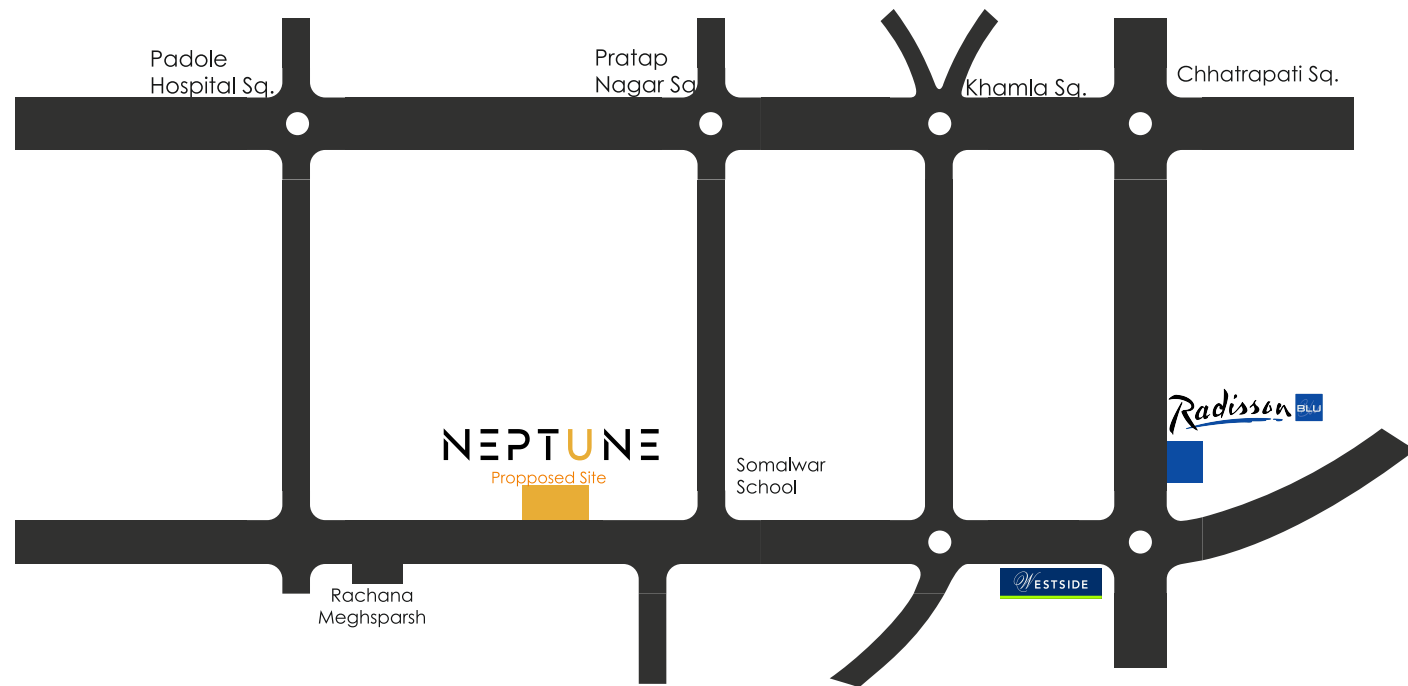 Padole
Hospital Sq.
Pratap
Nagar Sq
Khamla Sq.
Chhatrapati Sq.
Radisson BLU
NEPTUNE
Propposed Site
Somalwar
School
WESTSIDE
Rachana
Meghsparsh